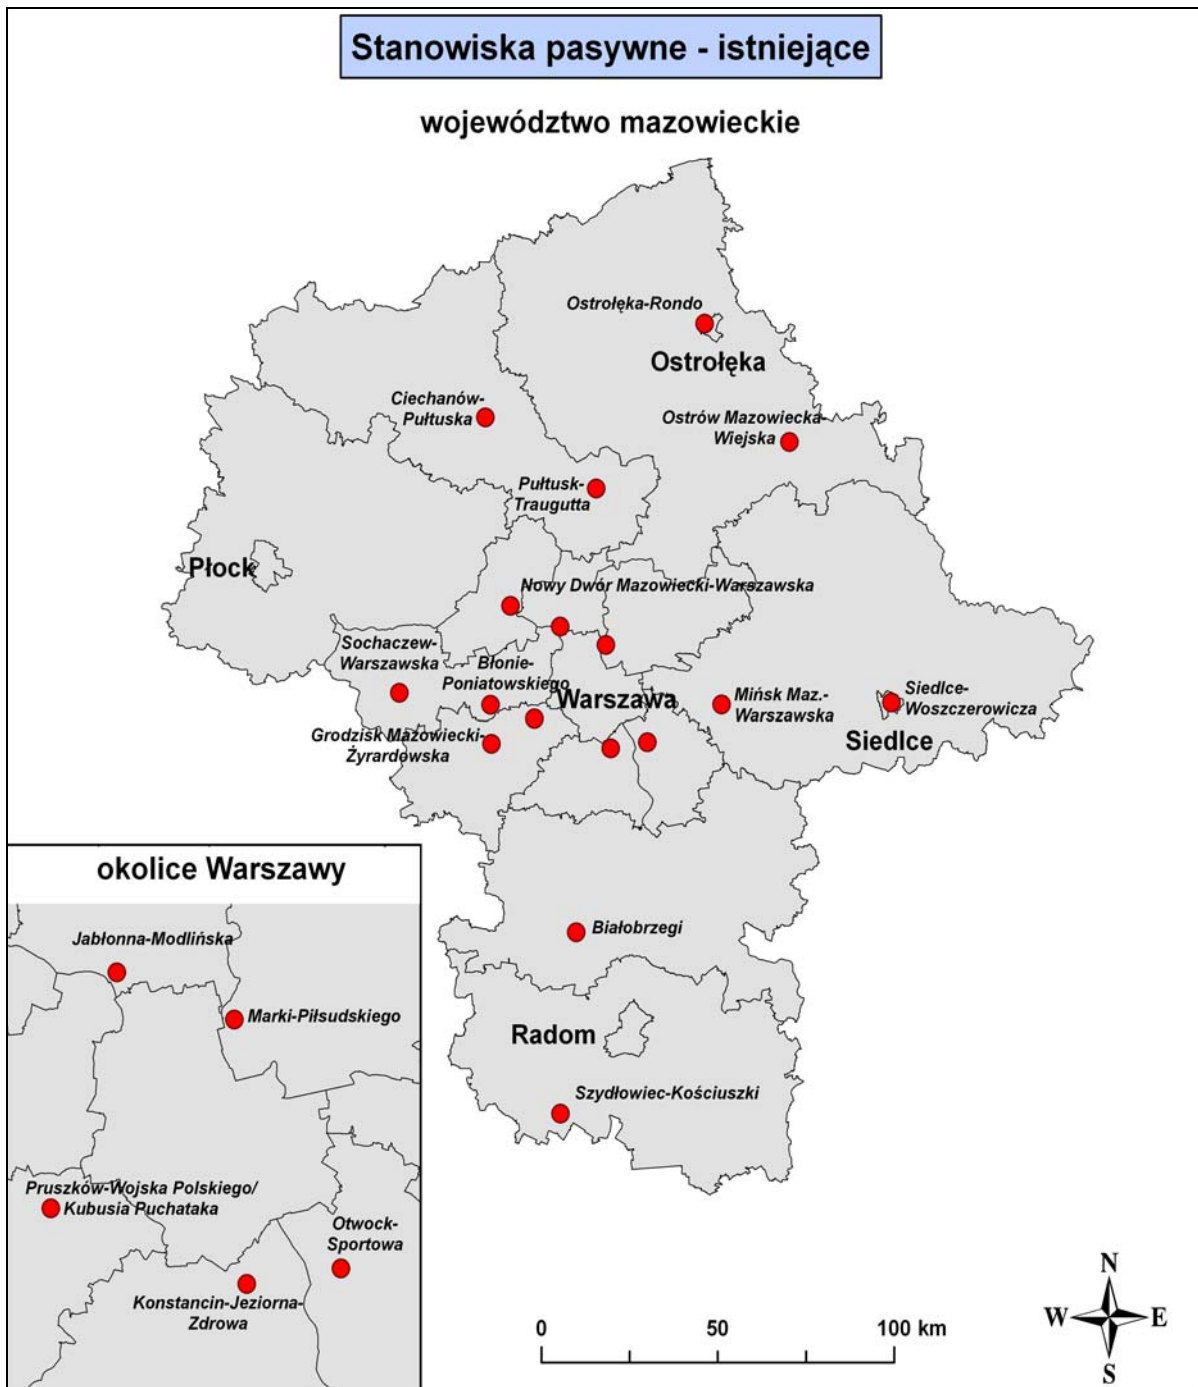 Stanowiska pasywne - istniejące
województwo mazowieckie
Ostrołęka-Rondo
Ostrołęka
Ciechanów-
Pułtuska
Ostrów Mazowiecka-
Wiejska
Pułtusk-
Traugutta
Płock
Nowy Dwór Mazowiecki-Warszawska
Sochaczew-
Warszawska
Błonie-
Poniatowskiego
Warszawa
Mińsk Maz.-
Warszawska
Siedlce-
Woszczerowicza
Siedlce
Grodzisk Mazowiecki-
Żyrardowska
Białobrzegi
Radom
Szydłowiec-Kościuszki
okolice Warszawy
Jabłonna-Modlińska
Marki-Piłsudskiego
Pruszków-Wojska Polskiego/
Kubusia Puchataka
Otwock-
Sportowa
Konstancin-Jeziorna-
Zdrowa
0 50 100 km
N
W E
S